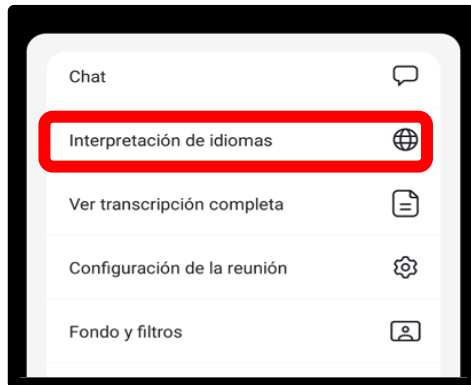 Chat
Interpretación de idiomas
Ver transcripción completa
Configuración de la reunión
Fondo y filtros